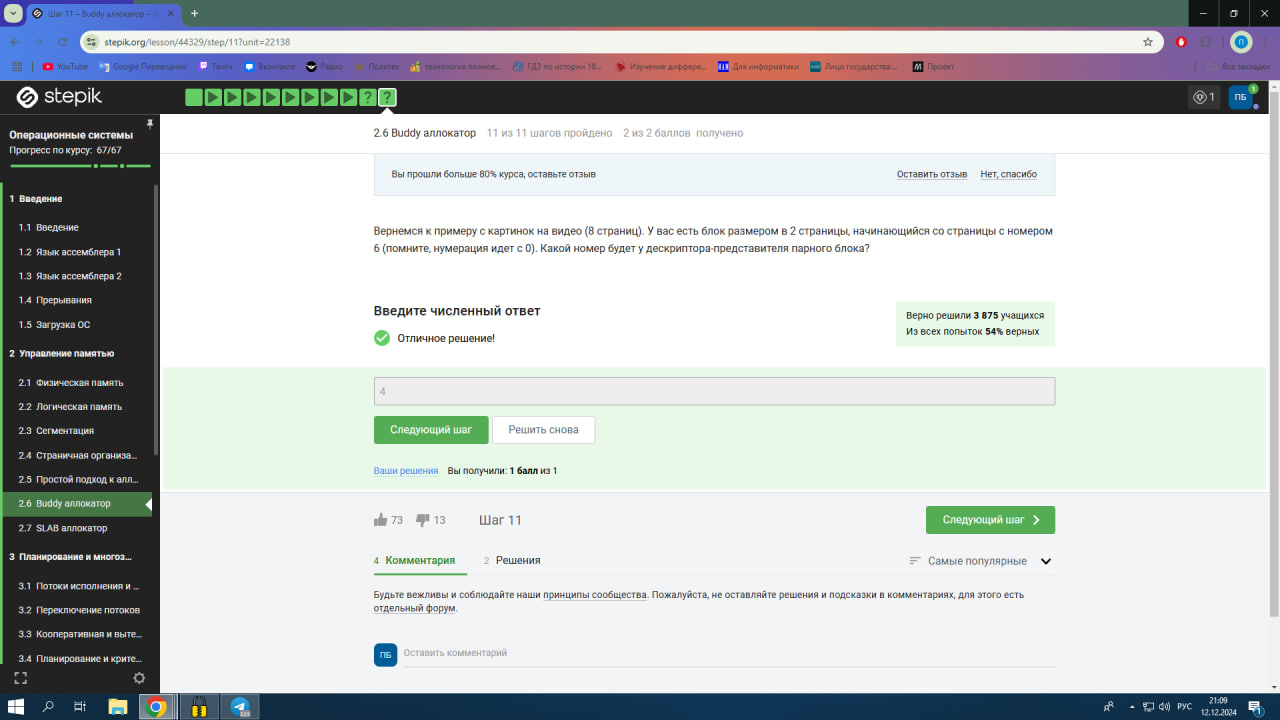 Шаг 11 – Buddy аллокатор – S
stepik.org/lesson/44329/step/11?unit=22138
П
YouTube
Google Переводчик
Твитч
Вконтакте
Радио
Политех
технология полное...
ГДЗ по истории 18...
Изучение диффере...
Для информатики
Лицо государства:...
Проект
Все закладки
stepik
?
?
1
ПБ
1
Операционные системы
Прогресс по курсу: 67/67
1 Введение
1.1 Введение
1.2 Язык ассемблера 1
1.3 Язык ассемблера 2
1.4 Прерывания
1.5 Загрузка ОС
2 Управление памятью
2.1 Физическая память
2.2 Логическая память
2.3 Сегментация
2.4 Страничная организа...
2.5 Простой подход к алл...
2.6 Buddy аллокатор
2.7 SLAB аллокатор
3 Планирование и многоз...
3.1 Потоки исполнения и ...
3.2 Переключение потоков
3.3 Кооперативная и выте...
3.4 Планирование и крите...
2.6 Buddy аллокатор 11 из 11 шагов пройдено 2 из 2 баллов получено
Вы прошли больше 80% курса, оставьте отзыв
Оставить отзыв
Нет, спасибо
Вернемся к примеру с картинок на видео (8 страниц). У вас есть блок размером в 2 страницы, начинающийся со страницы с номером
6 (помните, нумерация идет с 0). Какой номер будет у дескриптора-представителя парного блока?
Введите численный ответ
Отличное решение!
Верно решили 3 875 учащихся
Из всех попыток 54% верных
4
Следующий шаг
Решить снова
Ваши решения Вы получили: 1 балл из 1
73
13
Шаг 11
Следующий шаг
4 Комментария
2 Решения
Самые популярные
Будьте вежливы и соблюдайте наши принципы сообщества. Пожалуйста, не оставляйте решения и подсказки в комментариях, для этого есть
отдельный форум.
ПБ
Оставить комментарий
РУС
21:09
12.12.2024
1